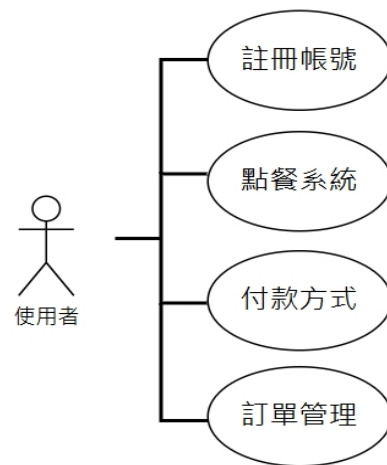 註冊帳號
點餐系統
付款方式
使用者
訂單管理